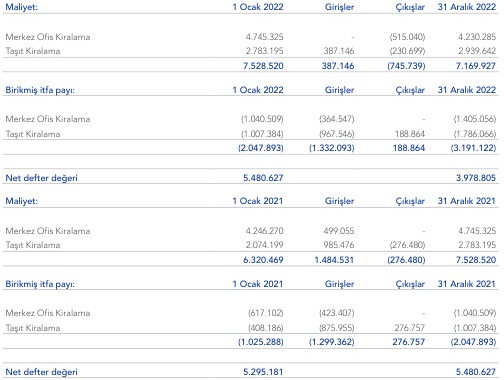 Maliyet: 1 Ocak 2022 Girişler Çıkışlar 31 Aralık 2022
Merkez Ofis Kiralama 4.745.325 - (515.040) 4.230.285
Taşıt Kiralama 2.783.195 387.146 (230.699) 2.939.642
7.528.520 387.146 (745.739) 7.169.927
Birikmiş itfa payı: 1 Ocak 2022 Girişler Çıkışlar 31 Aralık 2022
Merkez Ofis Kiralama (1.040.509) (364.547) - (1.405.056)
Taşıt Kiralama (1.007.384) (967.546) 188.864 (1.786.066)
(2.047.893) (1.332.093) 188.864 (3.191.122)
Net defter değeri 5.480.627 3.978.805
Maliyet: 1 Ocak 2021 Girişler Çıkışlar 31 Aralık 2021
Merkez Ofis Kiralama 4.246.270 499.055 - 4.745.325
Taşıt Kiralama 2.074.199 985.476 (276.480) 2.783.195
6.320.469 1.484.531 (276.480) 7.528.520
Birikmiş itfa payı: 1 Ocak 2021 Girişler Çıkışlar 31 Aralık 2021
Merkez Ofis Kiralama (617.102) (423.407) - (1.040.509)
Taşıt Kiralama (408.186) (875.955) 276.757 (1.007.384)
(1.025.288) (1.299.362) 276.757 (2.047.893)
Net defter değeri 5.295.181 5.480.627